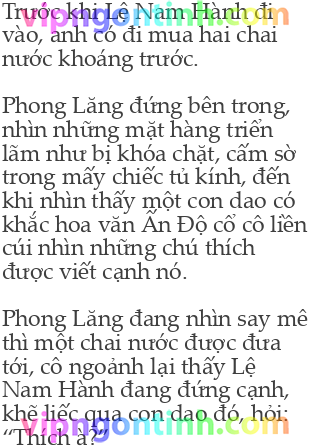 Trước khi Lệ Nam Hành đi
vào, anh có đi mua hai chai
nước khoáng trước.
Phong Lăng đứng bên trong,
nhìn những mặt hàng triển
lãm như bị khóa chặt, cấm sờ
trong mấy chiếc tủ kính, đến
khi nhìn thấy một con dao có
khắc hoa văn Ấn Độ cổ cô liền
cúi nhìn những chú thích
được viết cạnh nó.
Phong Lăng đang nhìn say mê
thì một chai nước được đưa
tới, cô ngoảnh lại thấy Lệ
Nam Hành đang đứng cạnh,
khẽ liếc qua con dao đó, hỏi:
“Thích à?”
vipngontinh.com
vipngontinh.com
vipngontinh.com